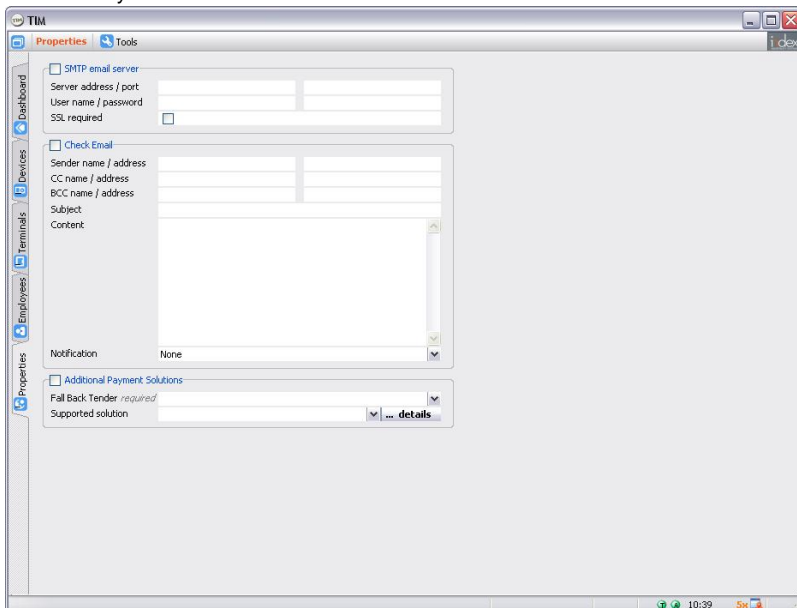 TIM
Properties Tools
i.dex
SMTP email server
Server address / port
User name / password
SSL required
Check Email
Sender name / address
CC name / address
BCC name / address
Subject
Content
Notification None
Additional Payment Solutions
Fall Back Tender required
Supported solution ... details
Dashboard
Devices
Terminals
Employees
Properties
10:39 5x